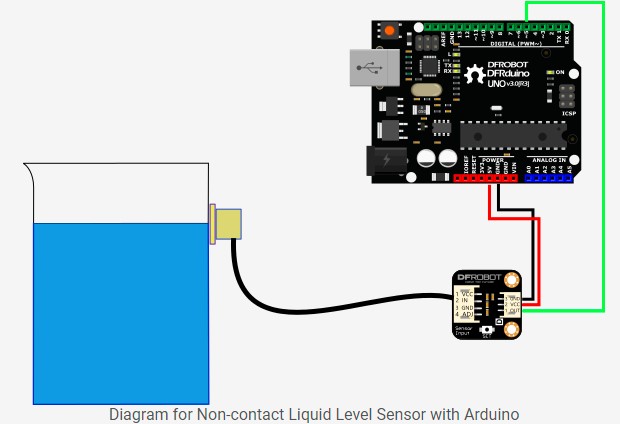 AREF
GND
13
12
~11
~10
~9
8
7
~6
~5
4
~3
2
TX 1
RX 0
DIGITAL (PWM~)
L
TX
RX
DFROBOT
DFRduino
UNO v3.0[R3]
ON
ICSP
POWER
ANALOG IN
IOREF
RESET
3V3
5V
GND
GND
VIN
A0
A1
A2
A3
A4
A5
DFROBOT
1 VCC
2 IN
3 GND
4 ADJ
3 GND
2 VCC
1 OUT
Sensor
Input
SET
Diagram for Non-contact Liquid Level Sensor with Arduino